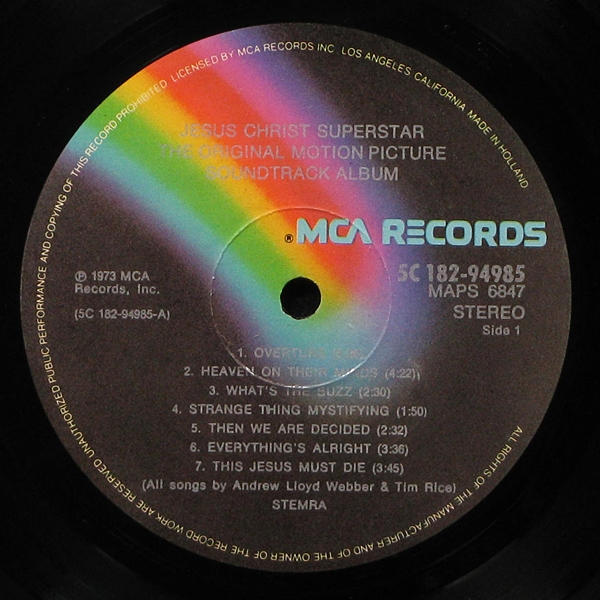 UNAUTHORIZED PUBLIC PERFORMANCE AND COPYING OF THIS RECORD PROHIBITED LICENSED BY MCA RECORDS INC. LOS ANGELES CALIFORNIA MADE IN HOLLAND
JESUS CHRIST SUPERSTAR
THE ORIGINAL MOTION PICTURE
SOUNDTRACK ALBUM
® MCA RECORDS
℗ 1973 MCA
Records, Inc.
(5C 182-94985-A)
5C 182-94985
MAPS 6847
STEREO
Side 1
1. OVERTURE
2. HEAVEN ON THEIR MINDS (4:22)
3. WHAT'S THE BUZZ (2:30)
4. STRANGE THING MYSTIFYING (1:50)
5. THEN WE ARE DECIDED (2:32)
6. EVERYTHING'S ALRIGHT (3:36)
7. THIS JESUS MUST DIE (3:45)
(All songs by Andrew Lloyd Webber & Tim Rice)
STEMRA
ALL RIGHTS OF THE MANUFACTURER AND OF THE OWNER OF THE RECORD WORK ARE RESERVED